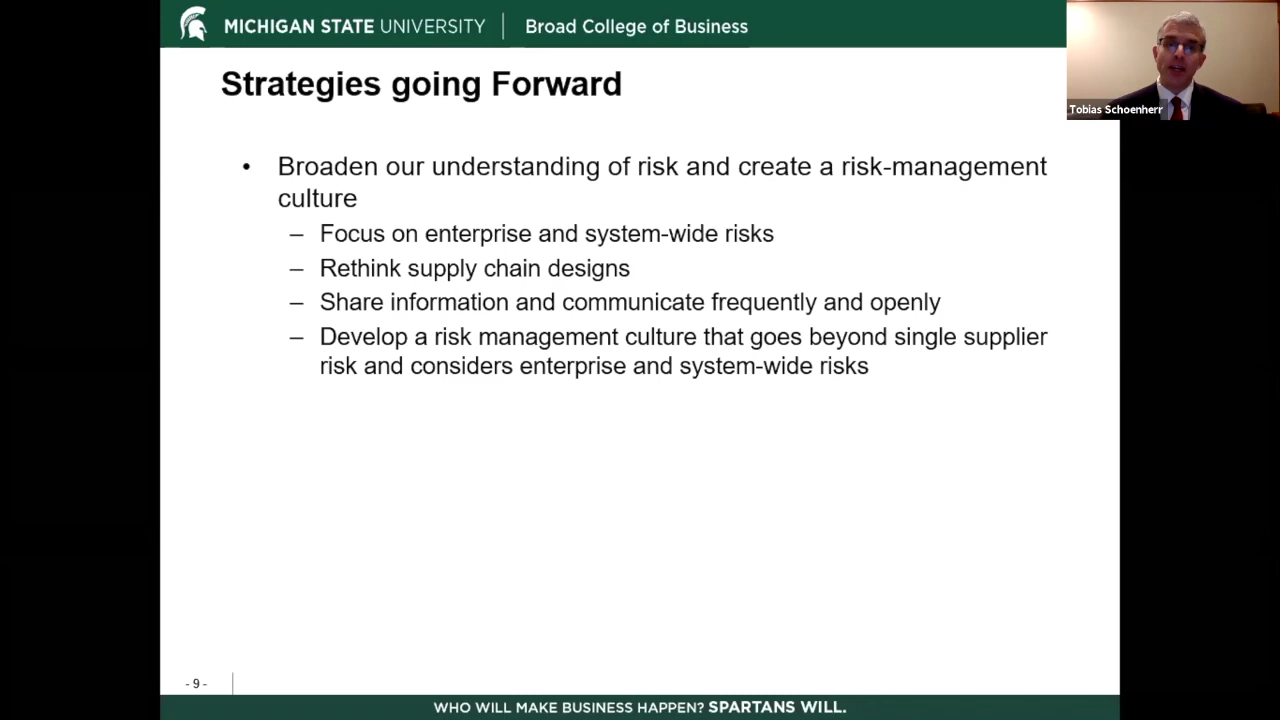 MICHIGAN STATE UNIVERSITY Broad College of Business
Strategies going Forward
Tobias Schoenherr
• Broaden our understanding of risk and create a risk-management
culture
– Focus on enterprise and system-wide risks
– Rethink supply chain designs
– Share information and communicate frequently and openly
– Develop a risk management culture that goes beyond single supplier
risk and considers enterprise and system-wide risks
- 9 -
WHO WILL MAKE BUSINESS HAPPEN? SPARTANS WILL.